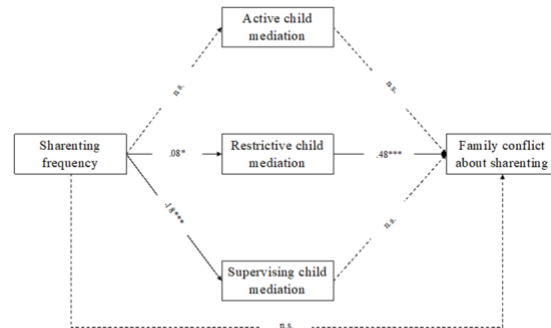 Active child
mediation
n.s.
n.s.
Sharenting
frequency
.08*
Restrictive child
mediation
.48***
Family conflict
about sharenting
.18***
n.s.
Supervising child
mediation
n.s.